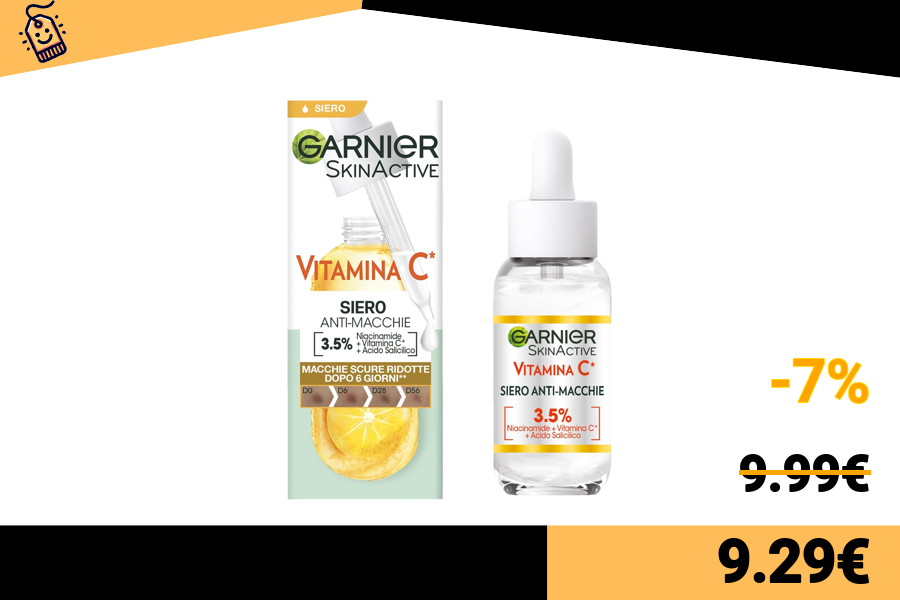 SIERO
GARNIER
SKINACTIVE
VITAMINA C*
SIERO
ANTI-MACCHIE
3.5% Niacinamide
+ Vitamina C*
+ Acido Salicilico
MACCHIE SCURE RIDOTTE
DOPO 6 GIORNI**
D0 D6 D28 D56
GARNIER
SKINACTIVE
VITAMINA C*
SIERO ANTI-MACCHIE
3.5%
Niacinamide + Vitamina C*
+ Acido Salicilico
-7%
9.99€
9.29€